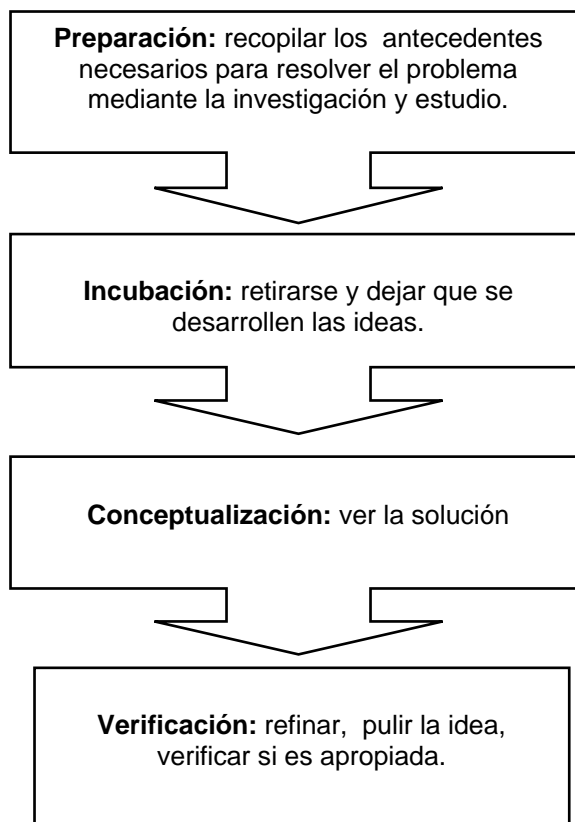 Preparación: recopilar los antecedentes
necesarios para resolver el problema
mediante la investigación y estudio.
Incubación: retirarse y dejar que se
desarrollen las ideas.
Conceptualización: ver la solución
Verificación: refinar, pulir la idea,
verificar si es apropiada.